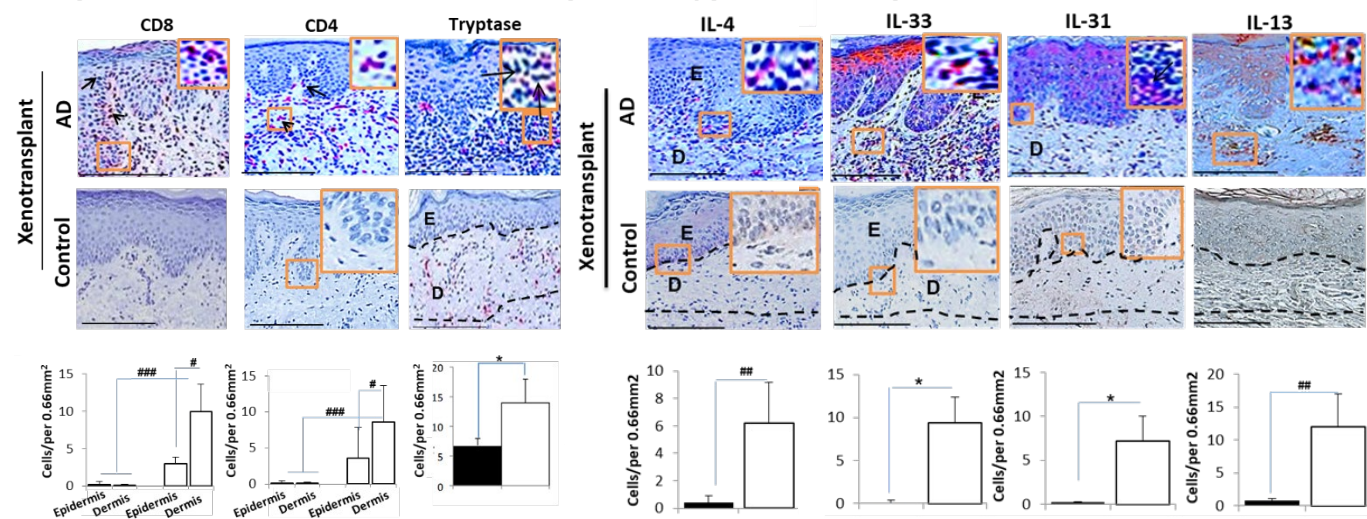 CD8 CD4 Tryptase IL-4 IL-33 IL-31 IL-13
Xenotransplant
AD
E
D
D
Xenotransplant
AD
Control
E
D
E
D
E
D
Control
Cells/per 0.66mm²
15
10
5
0
###
#
Epidermis
Dermis
Epidermis
Dermis
Cells/per 0.66mm²
15
10
5
0
###
#
Epidermis
Dermis
Epidermis
Dermis
Cells/per 0.66mm²
20
15
10
5
0
*
Cells/per 0.66mm2
10
8
6
4
2
0
##
15
10
5
0
*
Cells/per 0.66mm2
15
10
5
0
*
Cells/per 0.66mm2
20
15
10
5
0
##